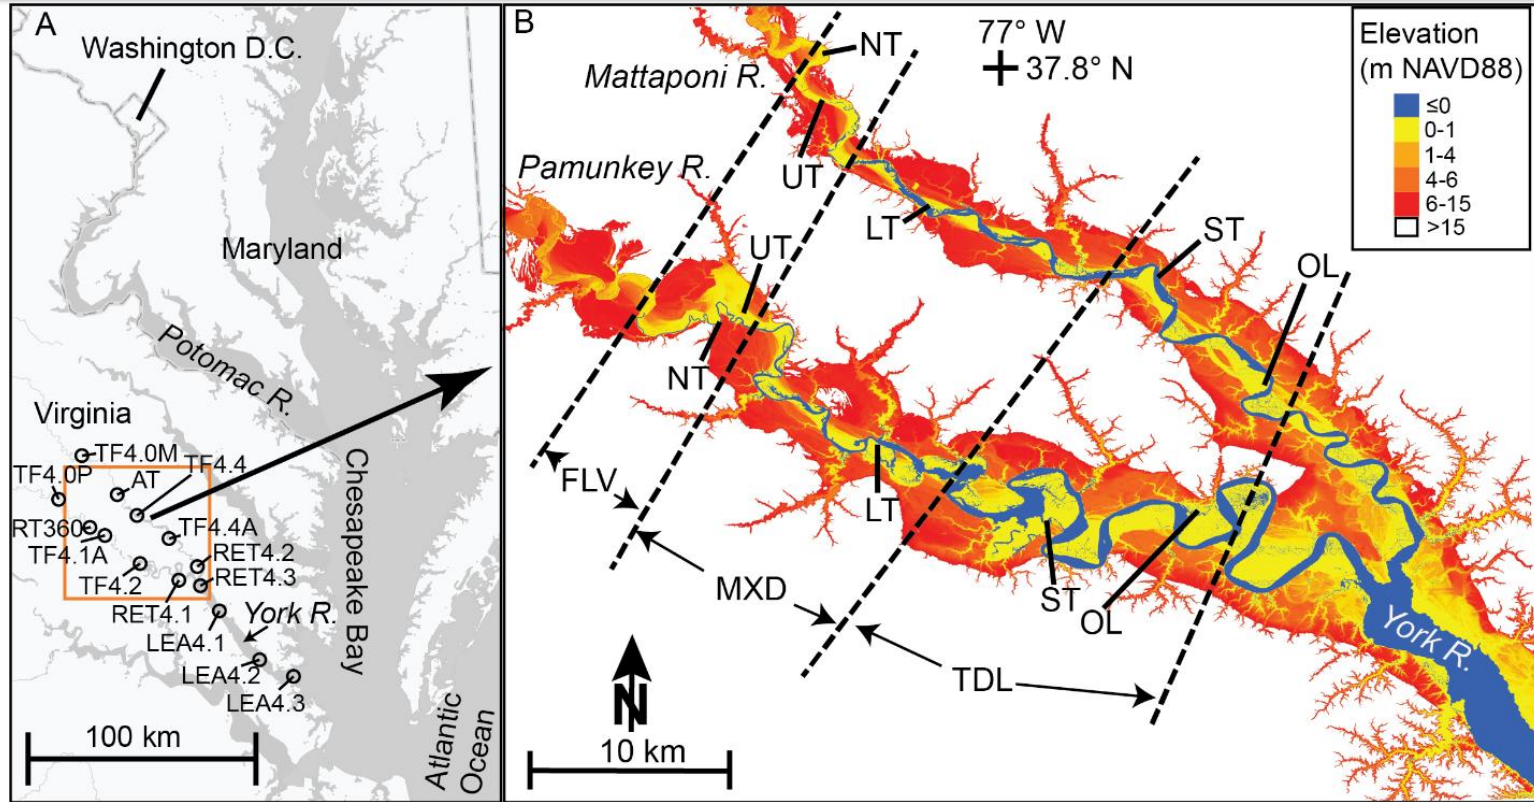 A
Washington D.C.
Maryland
Potomac R.
Virginia
TF4.0M
TF4.0P
AT
TF4.4
RT360
TF4.1A
TF4.4A
TF4.2
RET4.2
RET4.3
RET4.1
LEA4.1
York R.
LEA4.2
LEA4.3
Chesapeake Bay
Atlantic
Ocean
100 km
B
Mattaponi R.
NT
77° W
37.8° N
Elevation
(m NAVD88)
≤0
0-1
1-4
4-6
6-15
>15
Pamunkey R.
UT
LT
ST
OL
UT
NT
FLV
LT
MXD
ST
OL
TDL
York R.
N
10 km